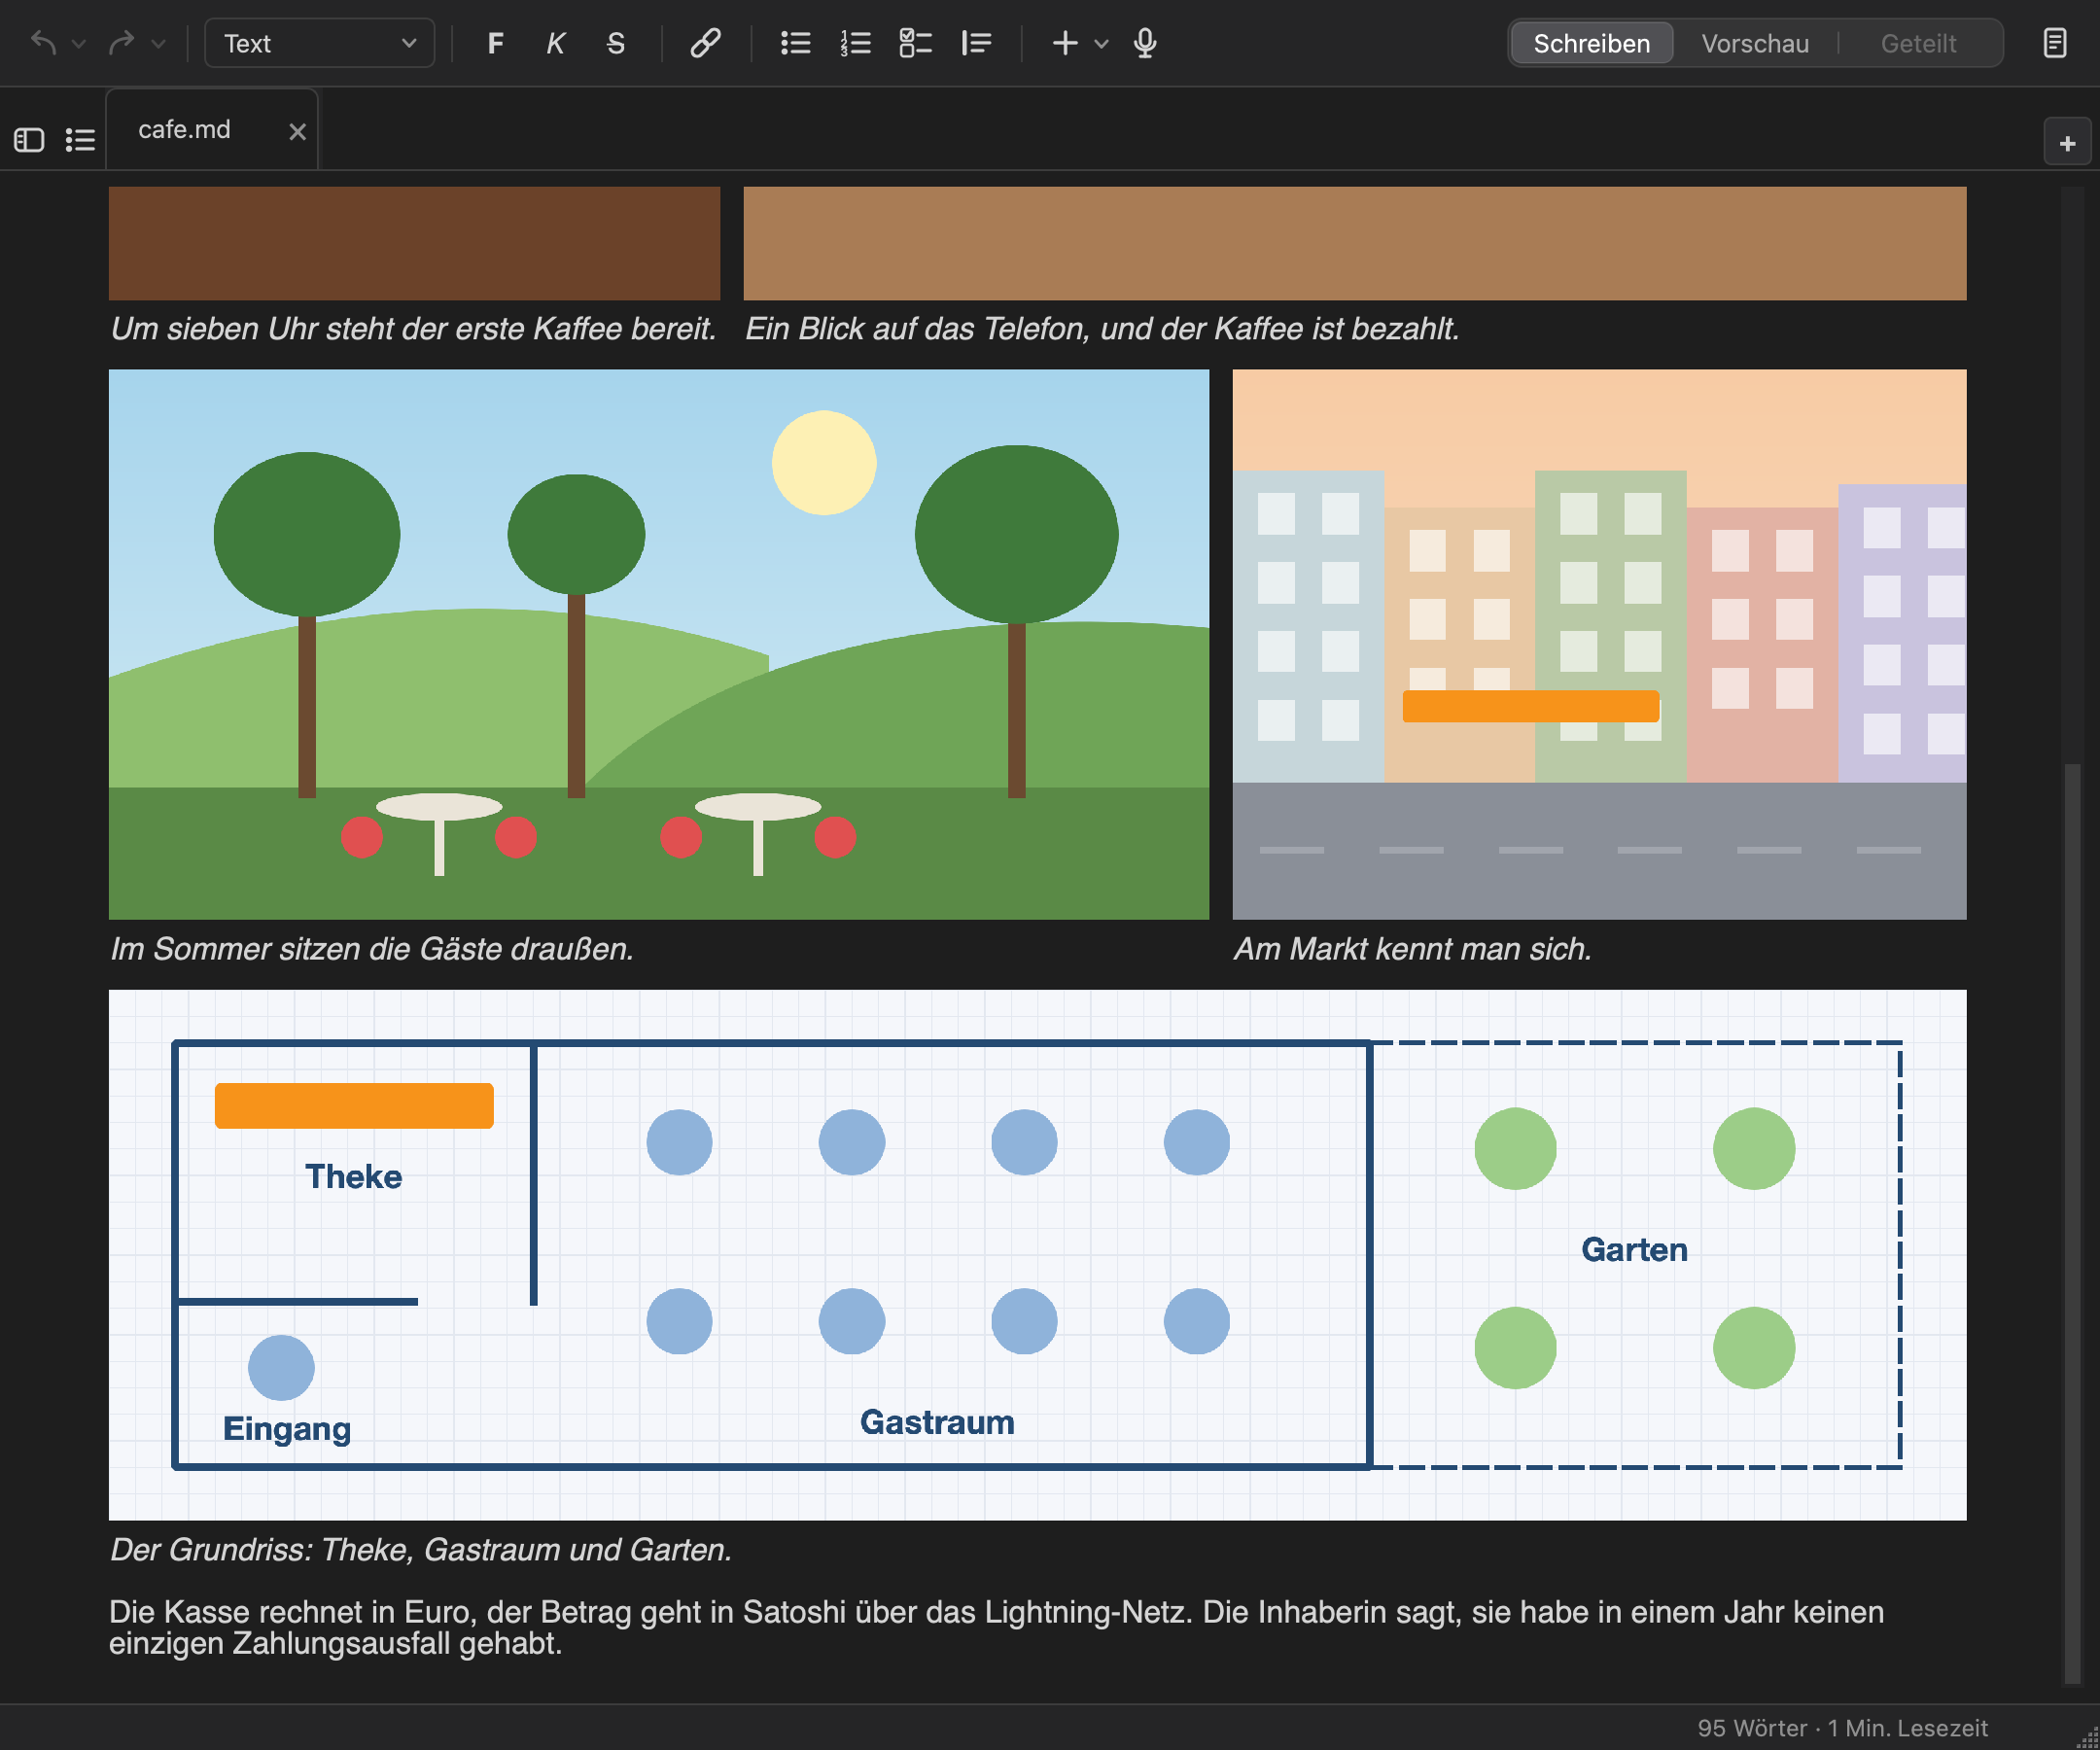 Text
F
K
S
Schreiben
Vorschau
Geteilt
cafe.md
Um sieben Uhr steht der erste Kaffee bereit.
Ein Blick auf das Telefon, und der Kaffee ist bezahlt.
Im Sommer sitzen die Gäste draußen.
Am Markt kennt man sich.
Theke
Garten
Eingang
Gastraum
Der Grundriss: Theke, Gastraum und Garten.
Die Kasse rechnet in Euro, der Betrag geht in Satoshi über das Lightning-Netz. Die Inhaberin sagt, sie habe in einem Jahr keinen
einzigen Zahlungsausfall gehabt.
95 Wörter · 1 Min. Lesezeit